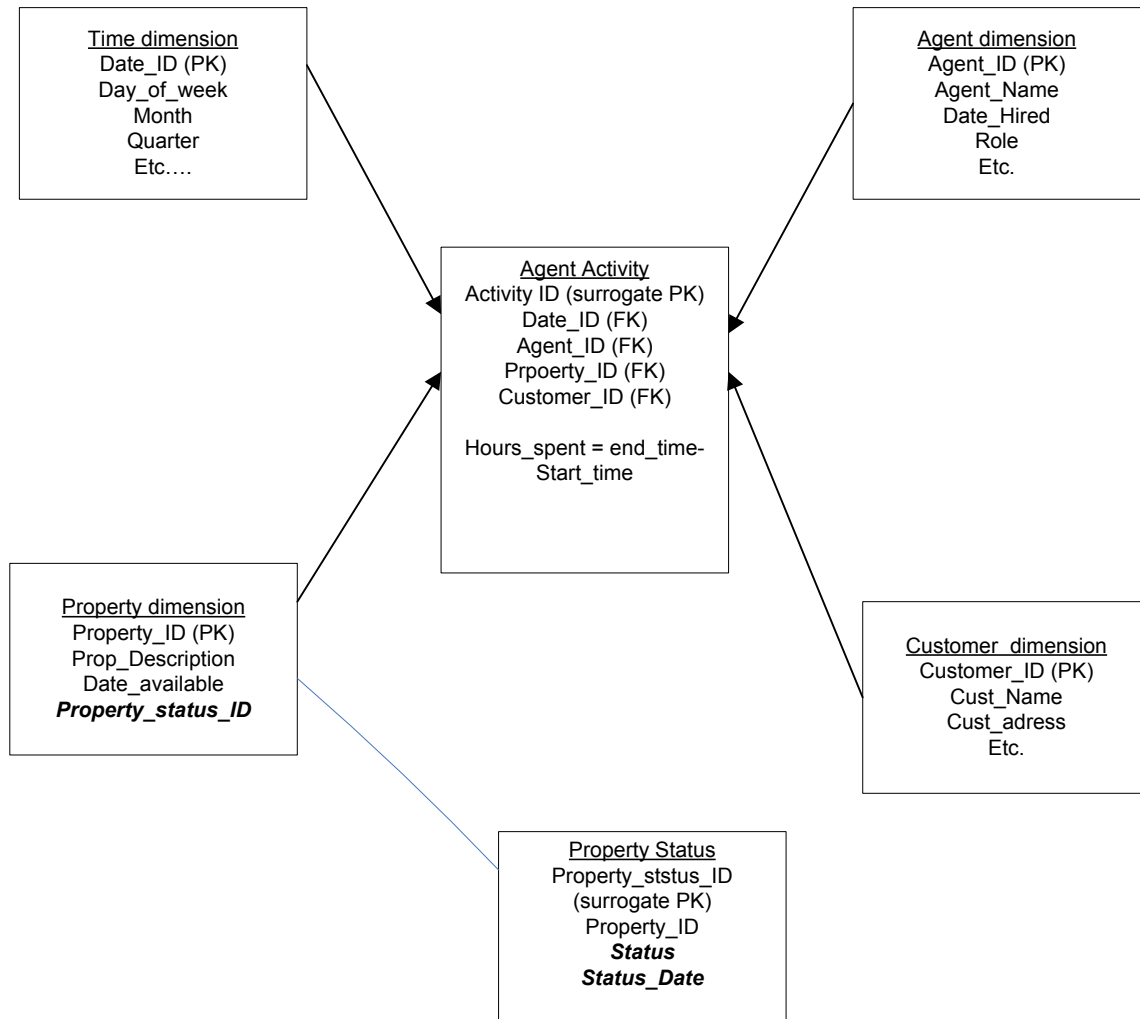 Time dimension
Date_ID (PK)
Day_of_week
Month
Quarter
Etc….
Agent dimension
Agent_ID (PK)
Agent_Name
Date_Hired
Role
Etc.
Agent Activity
Activity ID (surrogate PK)
Date_ID (FK)
Agent_ID (FK)
Prpoerty_ID (FK)
Customer_ID (FK)
Hours_spent = end_time-
Start_time
Property dimension
Property_ID (PK)
Prop_Description
Date_available
Property_status_ID
Customer  dimension
Customer_ID (PK)
Cust_Name
Cust_adress
Etc.
Property Status
Property_ststus_ID
(surrogate PK)
Property_ID
Status
Status_Date